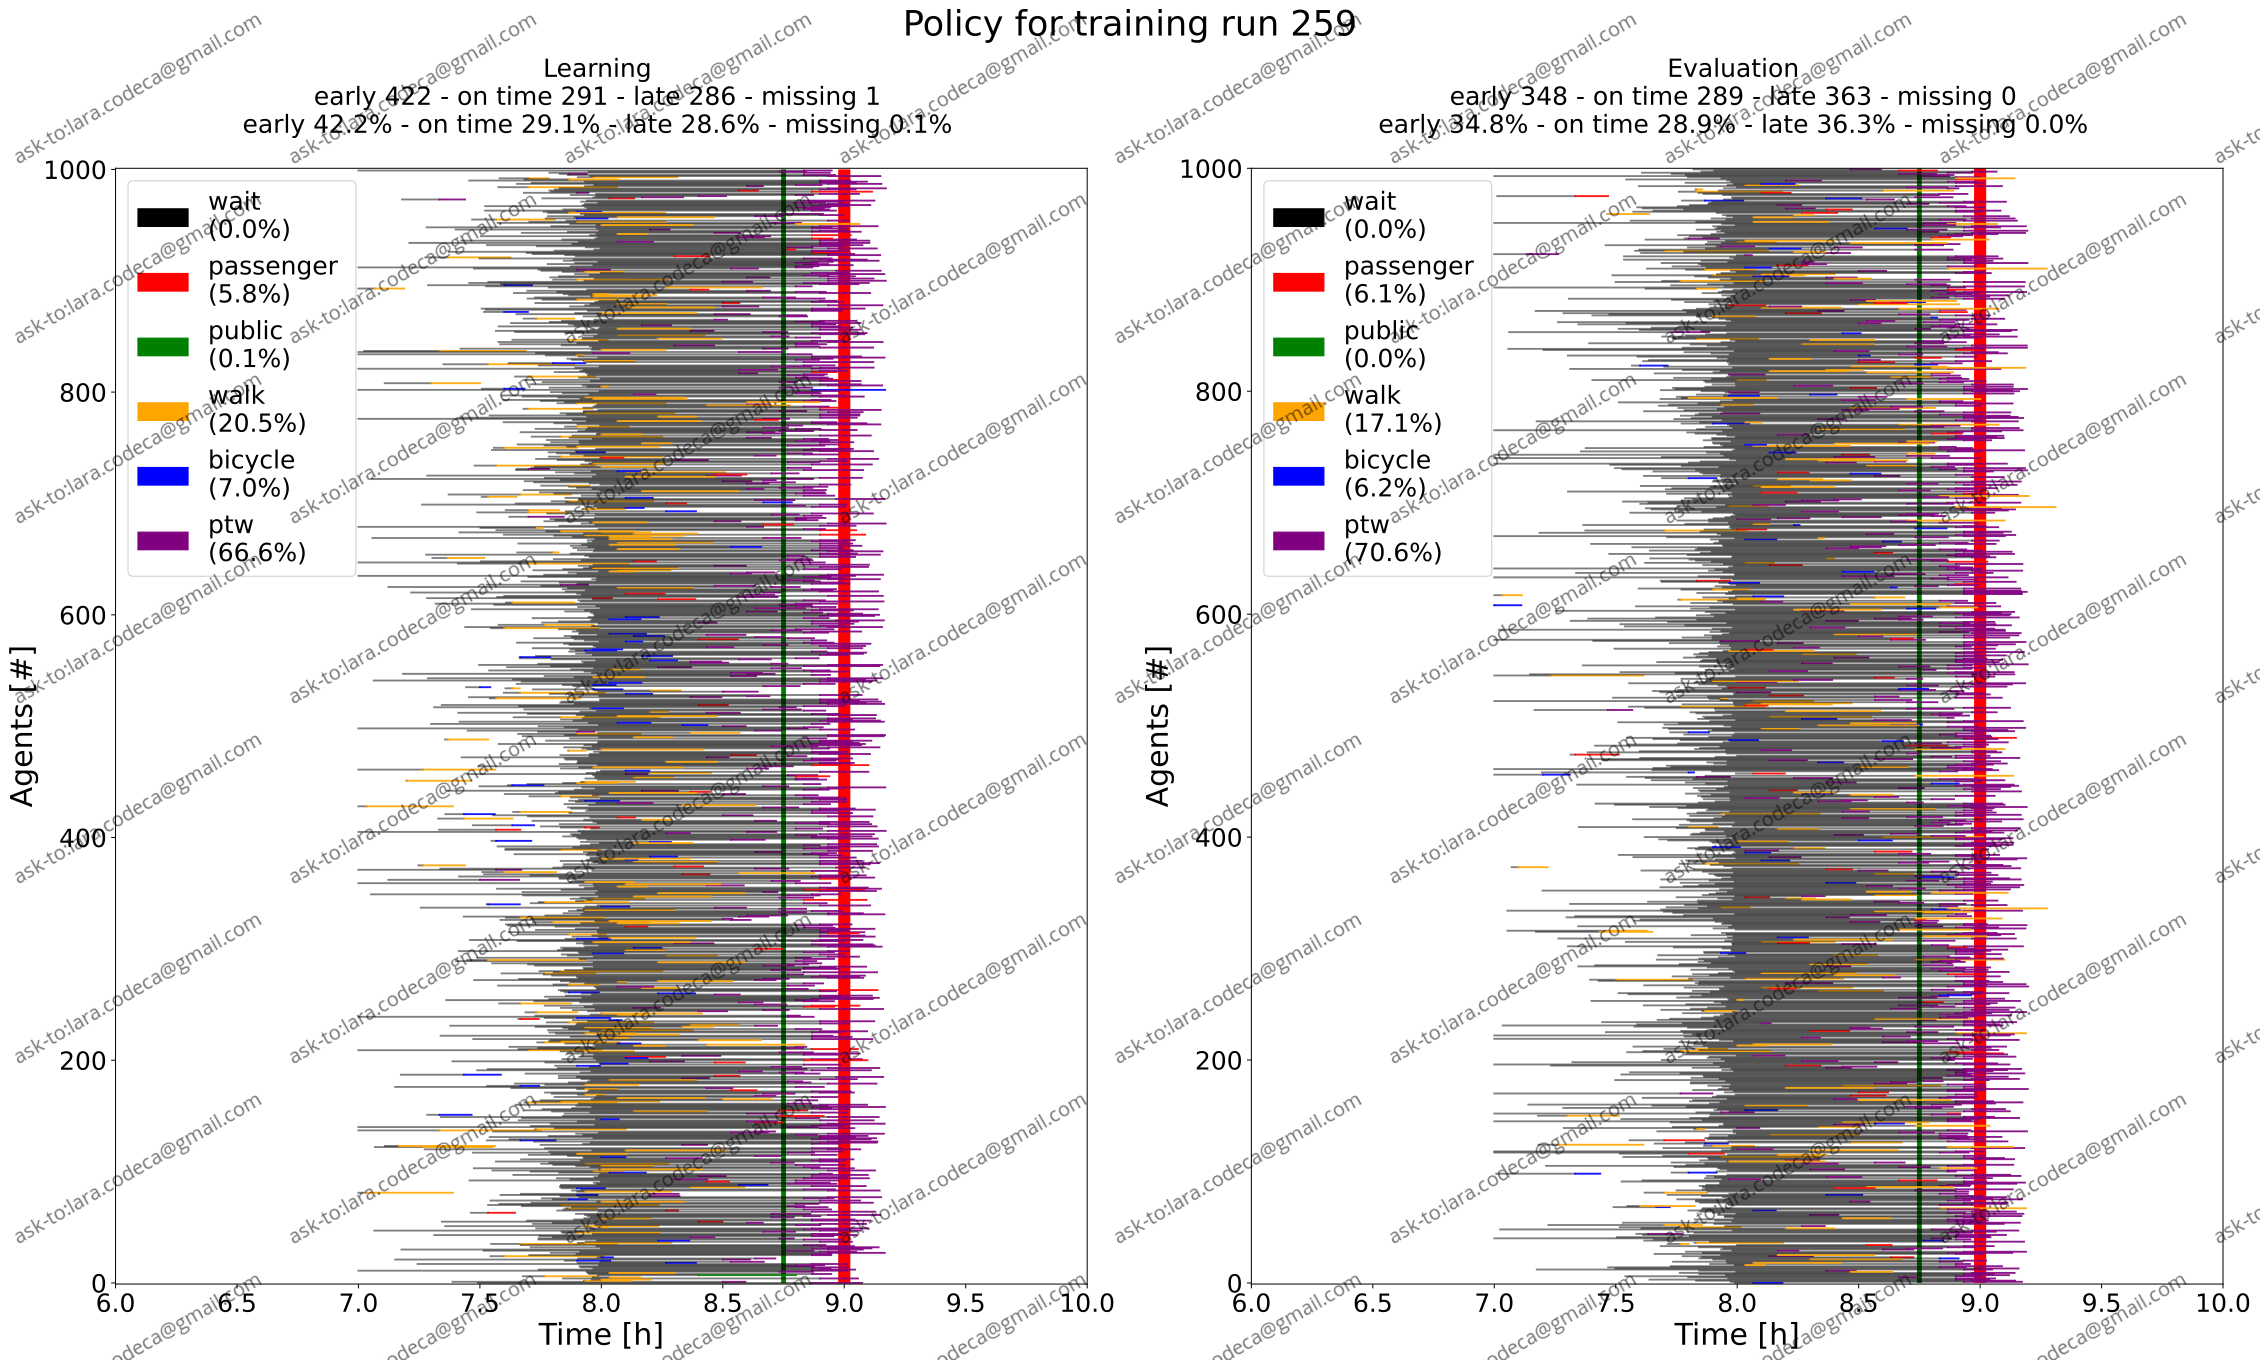 Policy for training run 259
Learning
early 422 - on time 291 - late 286 - missing 1
early 42.2% - on time 29.1% - late 28.6% - missing 0.1%
1000
800
600
400
200
0
Agents [#]
wait
(0.0%)
passenger
(5.8%)
public
(0.1%)
walk
(20.5%)
bicycle
(7.0%)
ptw
(66.6%)
6.0 6.5 7.0 7.5 8.0 8.5 9.0 9.5 10.0
Time [h]
Evaluation
early 348 - on time 289 - late 363 - missing 0
early 34.8% - on time 28.9% - late 36.3% - missing 0.0%
1000
800
600
400
200
0
Agents [#]
wait
(0.0%)
passenger
(6.1%)
public
(0.0%)
walk
(17.1%)
bicycle
(6.2%)
ptw
(70.6%)
6.0 6.5 7.0 7.5 8.0 8.5 9.0 9.5 10.0
Time [h]
ask-to:lara.codeca@gmail.com